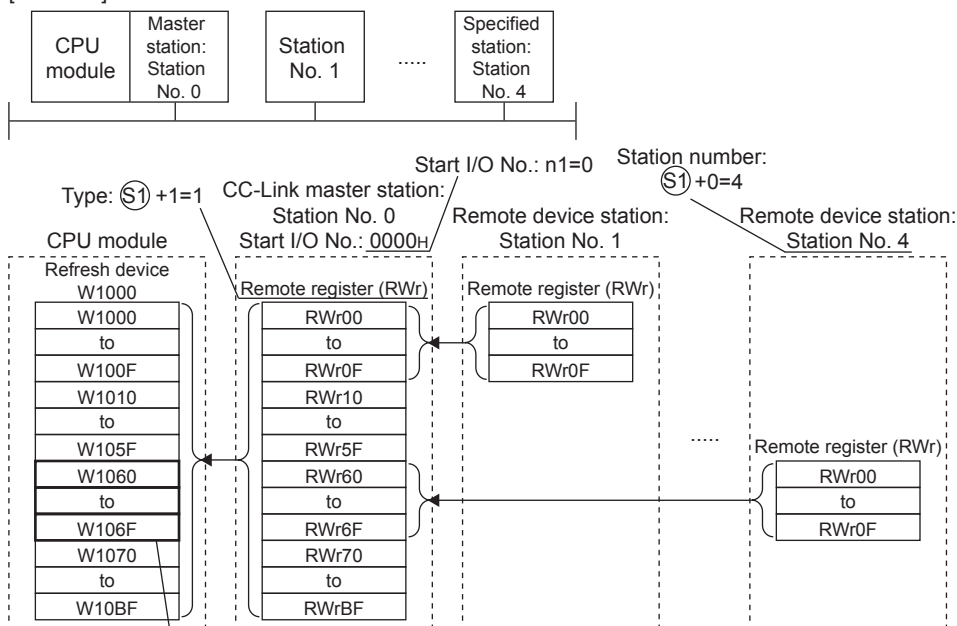 CPU
module
Master
station:
Station
No. 0
Station
No. 1
.....
Specified
station:
Station
No. 4
Start I/O No.: n1=0
Station number:
S1 +0=4
Type: S1 +1=1
CC-Link master station:
Station No. 0
Start I/O No.: 0000H
Remote device station:
Station No. 1
Remote device station:
Station No. 4
CPU module
Refresh device
W1000
W1000
to
W100F
W1010
to
W105F
W1060
to
W106F
W1070
to
W10BF
Remote register (RWr)
RWr00
to
RWr0F
RWr10
to
RWr5F
RWr60
to
RWr6F
RWr70
to
RWrBF
Remote register (RWr)
RWr00
to
RWr0F
.....
Remote register (RWr)
RWr00
to
RWr0F